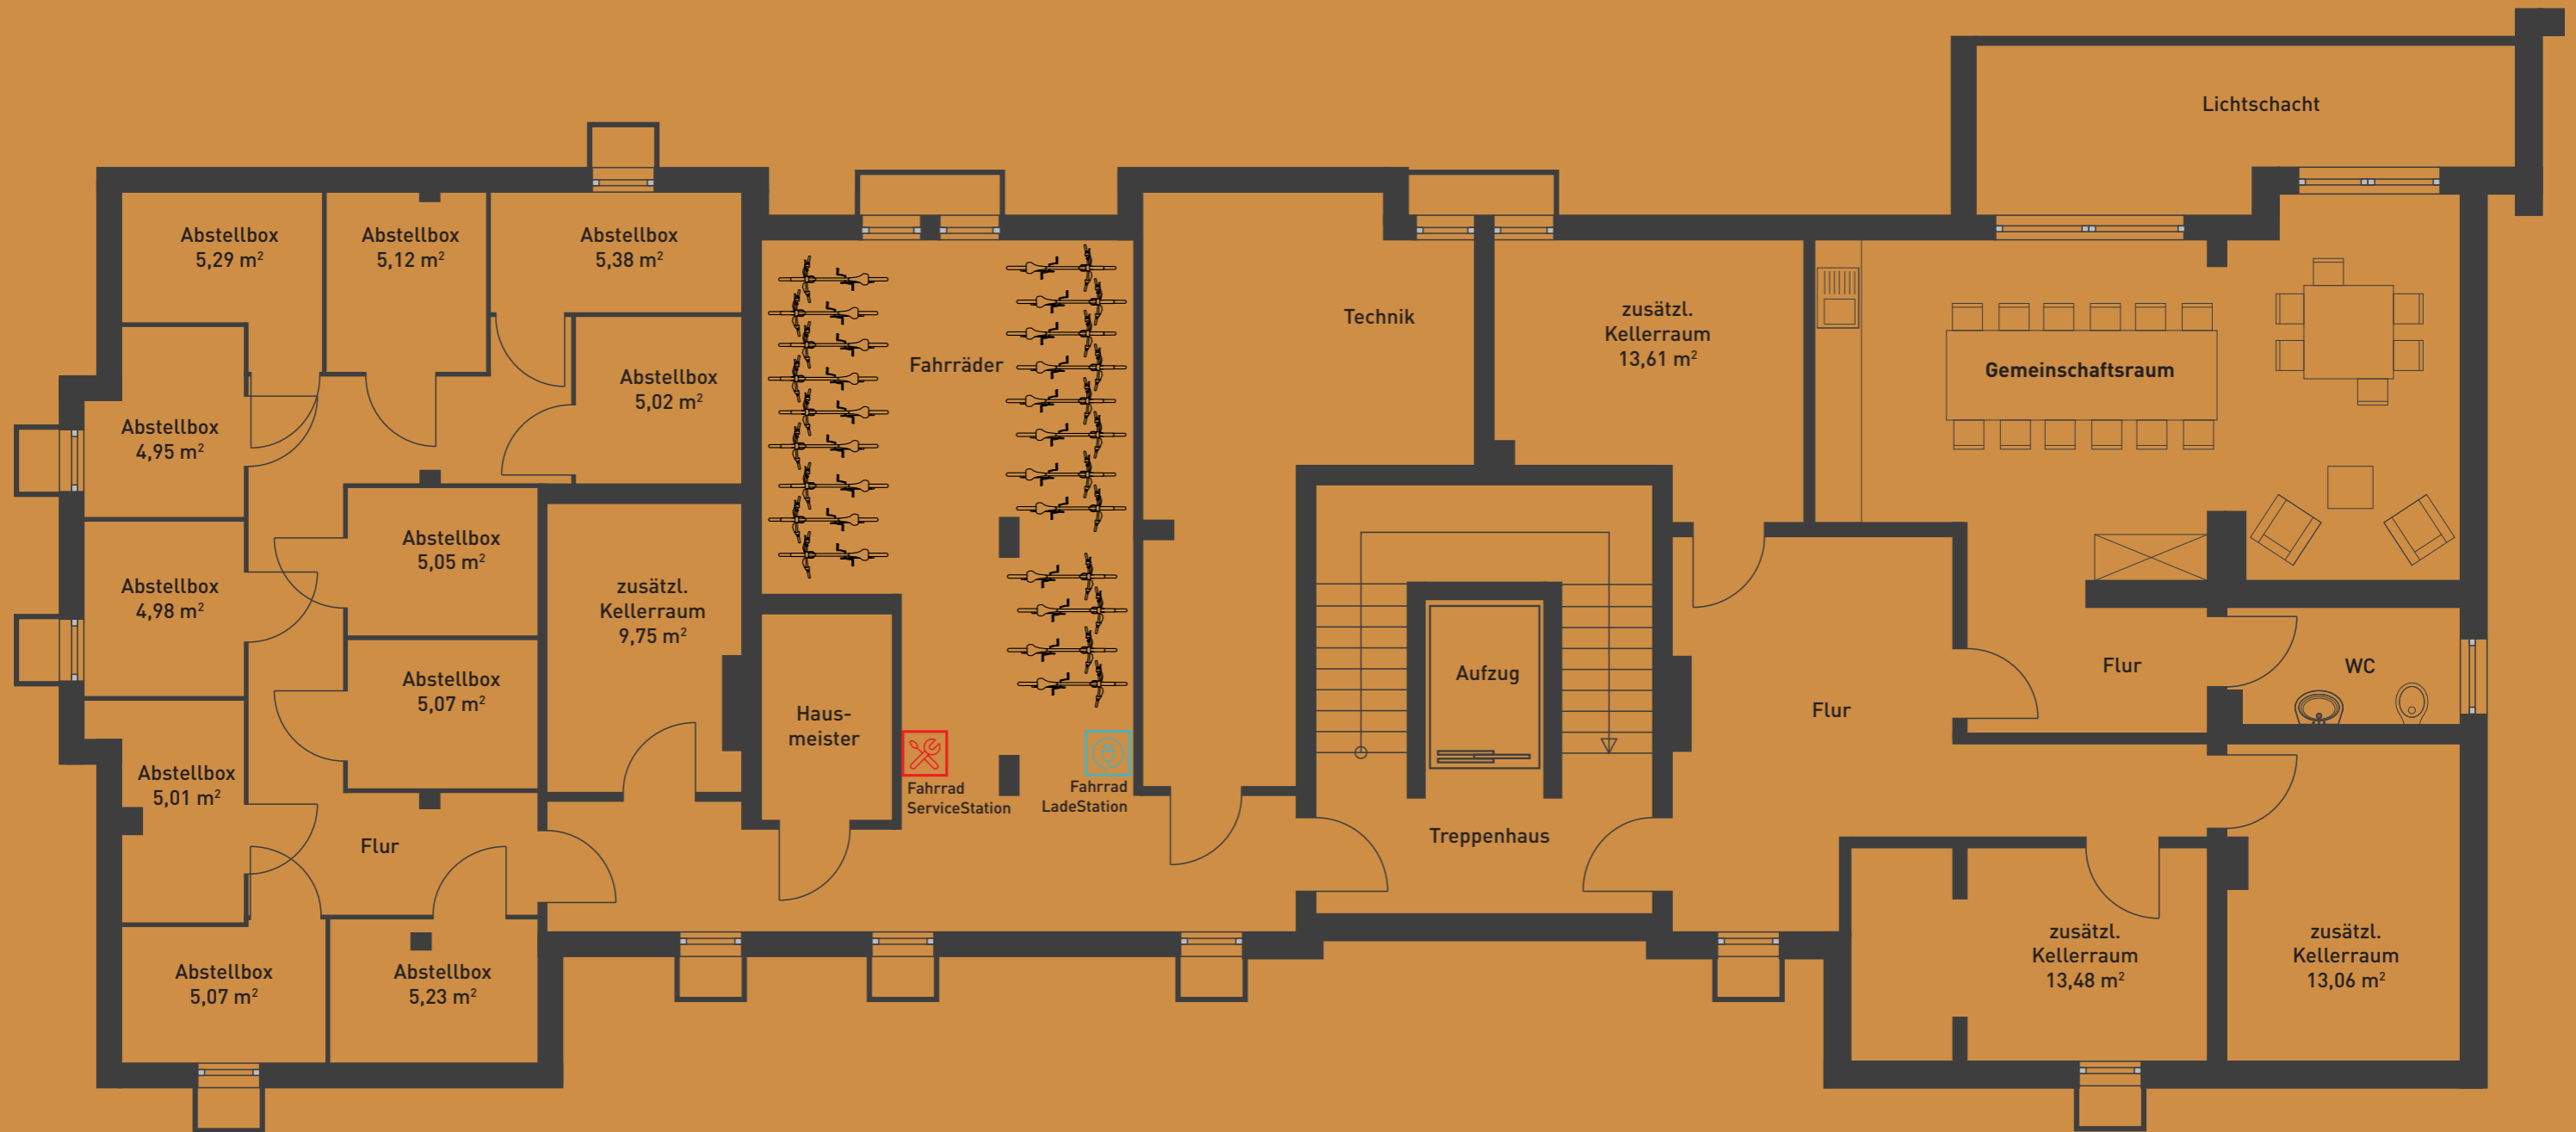 Lichtschacht
Abstellbox
5,29 m²
Abstellbox
5,12 m²
Abstellbox
5,38 m²
Abstellbox
5,02 m²
Fahrräder
Technik
zusätzl.
Kellerraum
13,61 m²
Gemeinschaftsraum
Abstellbox
4,95 m²
Abstellbox
4,98 m²
Abstellbox
5,05 m²
zusätzl.
Kellerraum
9,75 m²
Abstellbox
5,07 m²
Haus-
meister
Aufzug
Flur
Flur
WC
Abstellbox
5,01 m²
Fahrrad
ServiceStation
Fahrrad
LadeStation
Flur
Treppenhaus
Abstellbox
5,07 m²
Abstellbox
5,23 m²
zusätzl.
Kellerraum
13,48 m²
zusätzl.
Kellerraum
13,06 m²